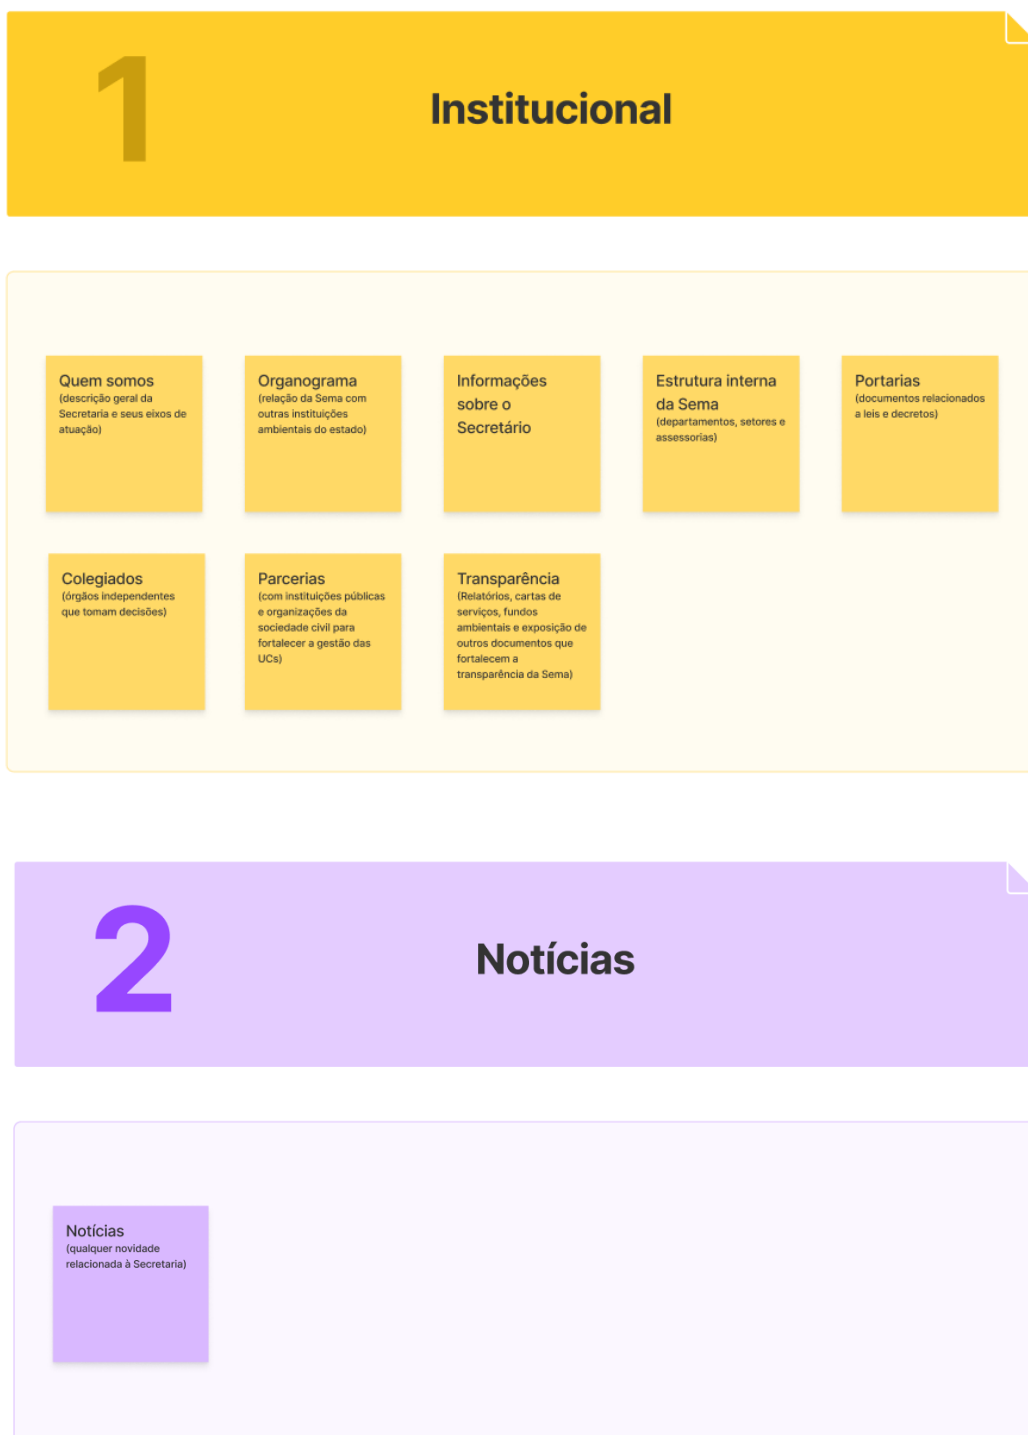 1
Institucional
Quem somos
(descrição geral da
Secretaria e seus eixos de
atuação)
Organograma
(relação da Sema com
outras instituições
ambientais do estado)
Informações
sobre o
Secretário
Estrutura interna
da Sema
(departamentos, setores e
assessorias)
Portarias
(documentos relacionados
a leis e decretos)
Colegiados
(órgãos independentes
que tomam decisões)
Parcerias
(com instituições públicas
e organizações da
sociedade civil para
fortalecer a gestão das
UCs)
Transparência
(Relatórios, cartas de
serviços, fundos
ambientais e exposição de
outros documentos que
fortalecem a
transparência da Sema)
2
Notícias
Notícias
(qualquer novidade
relacionada à Secretaria)